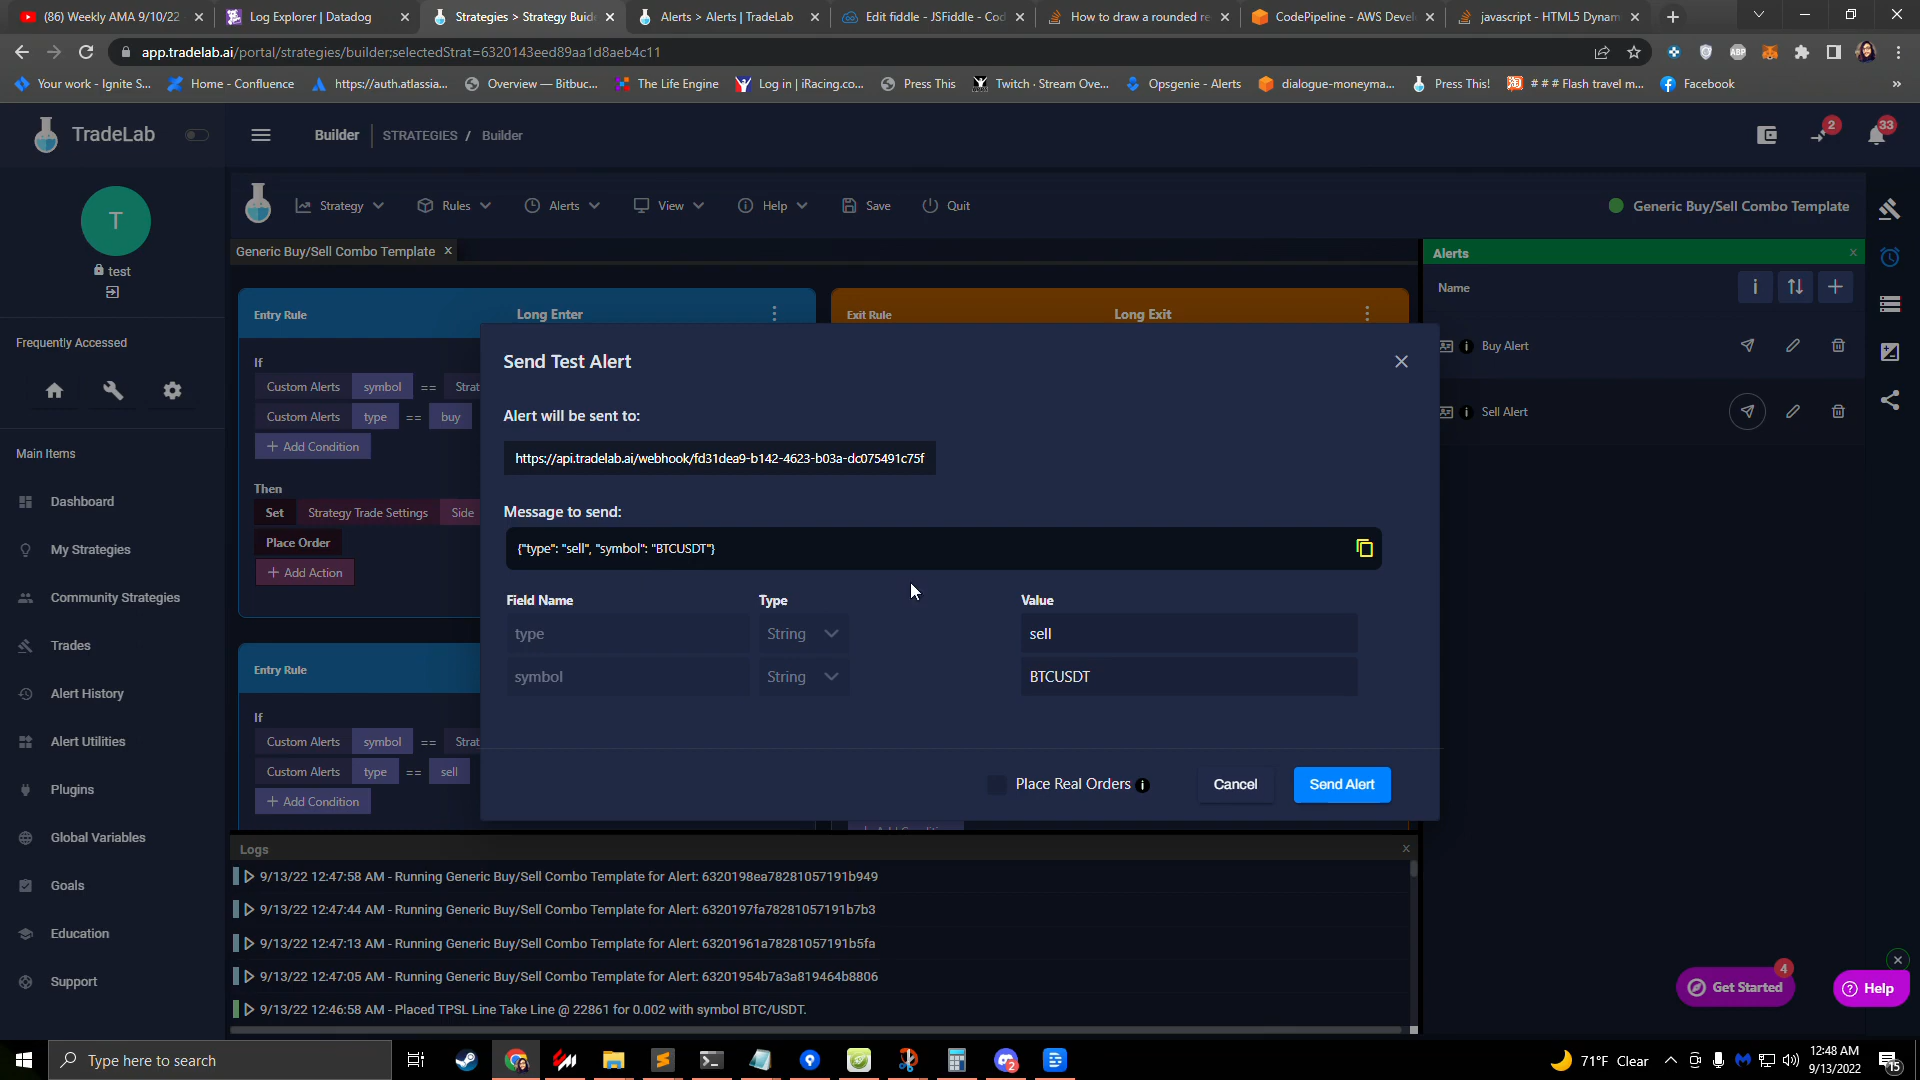 (86) Weekly AMA 9/10/22
Log Explorer | Datadog
Strategies > Strategy Build
Alerts > Alerts | TradeLab
Edit fiddle - JSFiddle - Cod
How to draw a rounded re
CodePipeline - AWS Devel
javascript - HTML5 Dynam
app.tradelab.ai/portal/strategies/builder;selectedStrat=6320143eed89aa1d8aeb4c11
Your work - Ignite S...
Home - Confluence
https://auth.atlassia...
Overview — Bitbuc...
The Life Engine
Log in | iRacing.co...
Press This
Twitch - Stream Ove...
Opsgenie - Alerts
dialogue-moneyma...
Press This!
# # # Flash travel m...
Facebook
»
TradeLab
Builder
STRATEGIES / Builder
2
33
T
test
Strategy
Rules
Alerts
View
Help
Save
Quit
Generic Buy/Sell Combo Template
Generic Buy/Sell Combo Template ×
Alerts
Name
Buy Alert
Sell Alert
Frequently Accessed
Main Items
Dashboard
My Strategies
Community Strategies
Trades
Alert History
Alert Utilities
Plugins
Global Variables
Goals
Education
Support
Entry Rule
Long Enter
Exit Rule
Long Exit
If
Custom Alerts symbol == Strat
Custom Alerts type == buy
+ Add Condition
Then
Set Strategy Trade Settings Side
Place Order
+ Add Action
Entry Rule
If
Custom Alerts symbol == Strat
Custom Alerts type == sell
+ Add Condition
Send Test Alert
Alert will be sent to:
https://api.tradelab.ai/webhook/fd31dea9-b142-4623-b03a-dc075491c75f
Message to send:
{"type": "sell", "symbol": "BTCUSDT"}
Field Name Type Value
type String sell
symbol String BTCUSDT
Place Real Orders
Cancel
Send Alert
Logs
9/13/22 12:47:58 AM - Running Generic Buy/Sell Combo Template for Alert: 6320198ea78281057191b949
9/13/22 12:47:44 AM - Running Generic Buy/Sell Combo Template for Alert: 6320197fa78281057191b7b3
9/13/22 12:47:13 AM - Running Generic Buy/Sell Combo Template for Alert: 63201961a78281057191b5fa
9/13/22 12:47:05 AM - Running Generic Buy/Sell Combo Template for Alert: 63201954b7a3a819464b8806
9/13/22 12:46:58 AM - Placed TPSL Line Take Line @ 22861 for 0.002 with symbol BTC/USDT.
Get Started
4
Help
Type here to search
2
71°F Clear
12:48 AM
9/13/2022
15